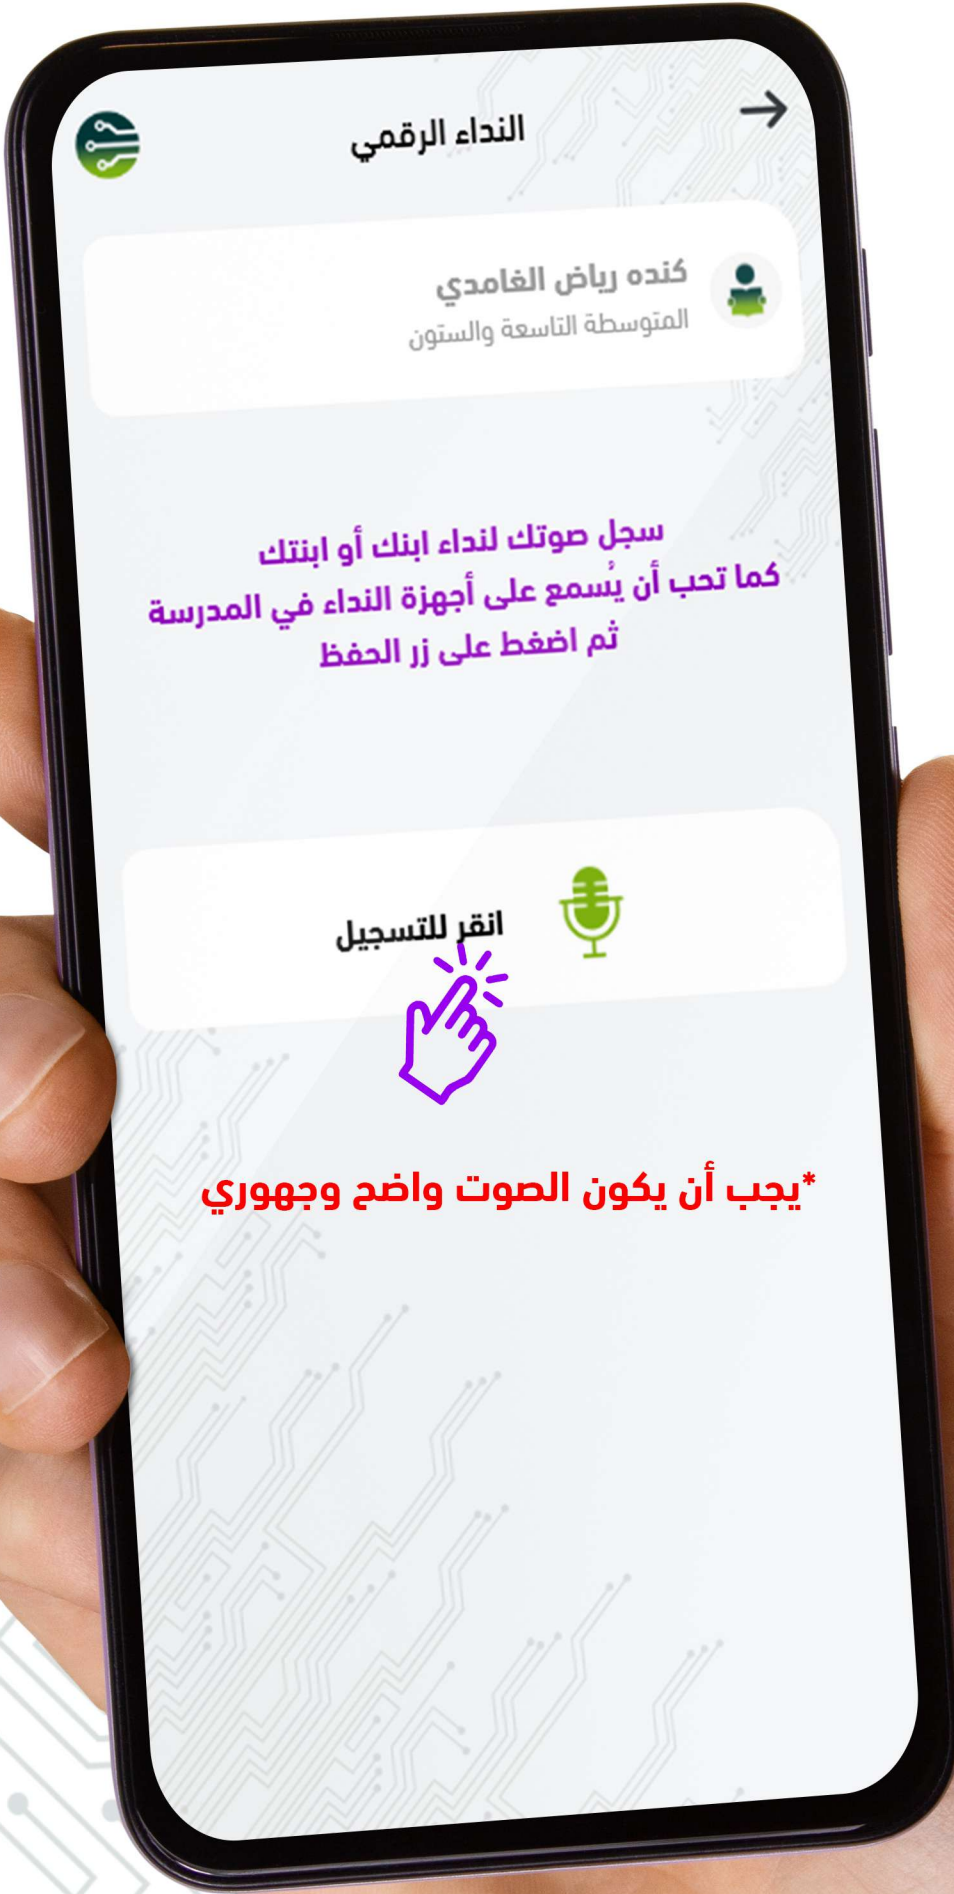 النداء الرقمي
كنده رياض الغامدي
المتوسطة التاسعة والستون
سجل صوتك لنداء ابنك أو ابنتك
كما تحب أن يُسمع على أجهزة النداء في المدرسة
ثم اضغط على زر الحفظ
انقر للتسجيل
*يجب أن يكون الصوت واضح وجهوري